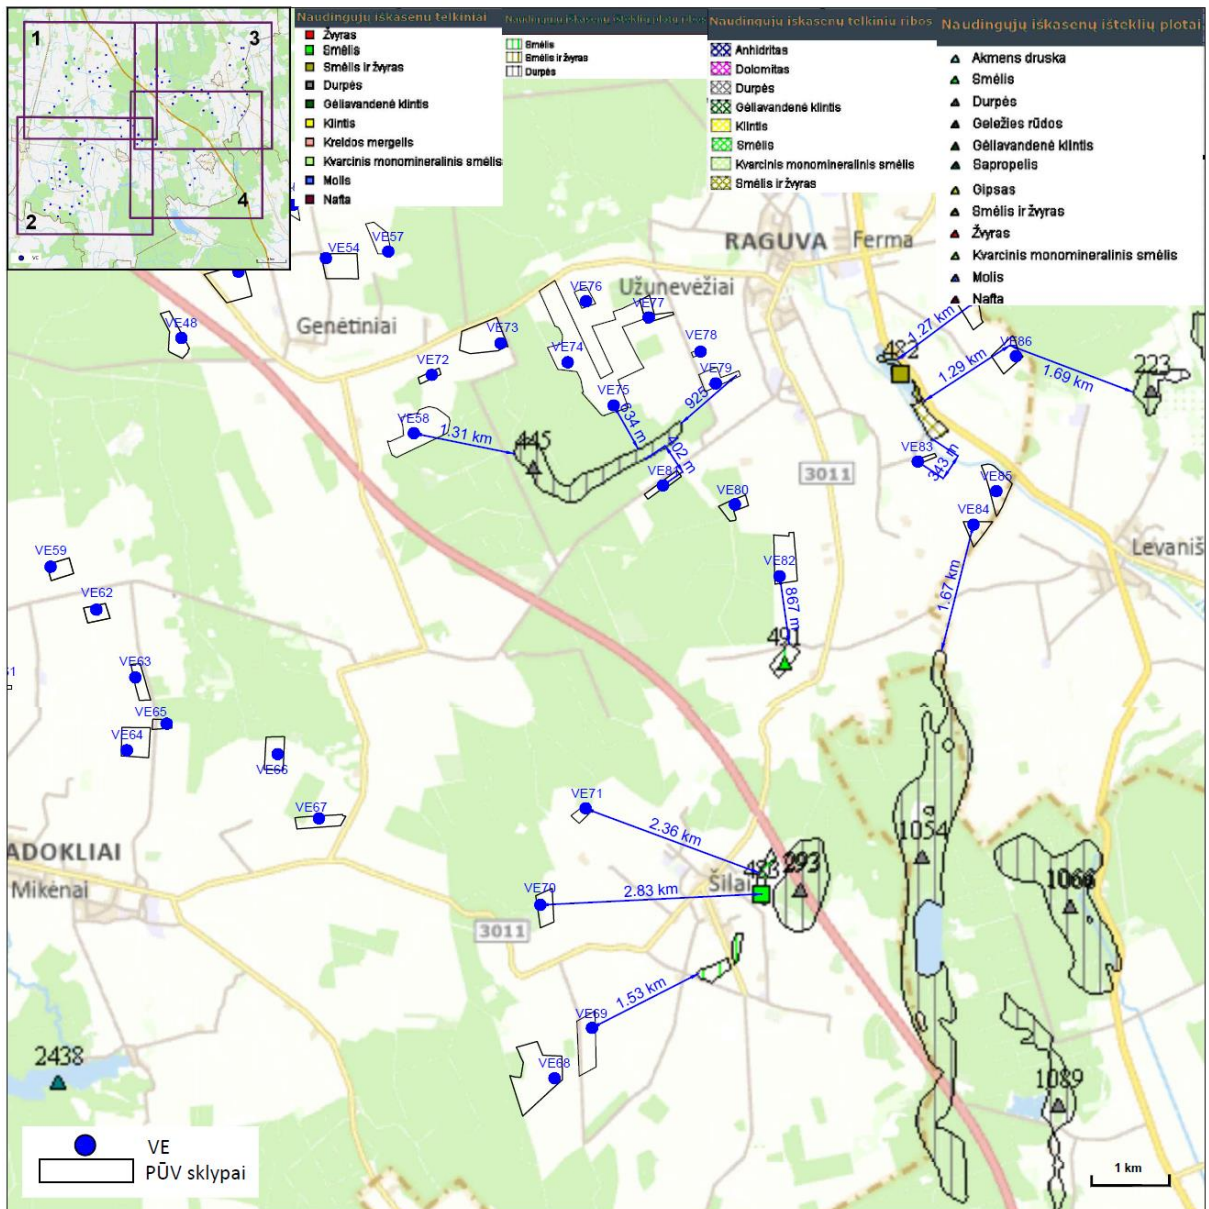 1
3
2
4
VE
Naudingųjų iškasenų telkiniai
Žvyras
Smėlis
Smėlis ir žvyras
Durpės
Gėliavandenė klintis
Klintis
Kreidos mergelis
Kvarcinis monomineralinis smėlis
Molis
Nafta
Smėlis
Smėlis ir žvyras
Durpės
Naudingųjų iškasenų telkinių ribos
Anhidritas
Dolomitas
Durpės
Gėliavandenė klintis
Klintis
Smėlis
Kvarcinis monomineralinis smėlis
Smėlis ir žvyras
Naudingųjų iškasenų išteklių plotai
Akmens druska
Smėlis
Durpės
Geležies rūdos
Gėliavandenė klintis
Sapropelis
Gipsas
Smėlis ir žvyras
Žvyras
Kvarcinis monomineralinis smėlis
Molis
Nafta
RAGUVA
Ferma
VE57
VE54
Užunevėžiai
VE76
VE77
Genėtiniai
VE48
VE73
VE78
VE74
VE79
VE72
VE75
1.27 km
482
VE86
1.29 km
1.69 km
223
925
634 m
VE58
1.31 km
445
402 m
VE81
VE83
343 m
3011
VE85
VE80
VE84
Levaniš
VE59
VE82
867 m
1.67 km
VE62
491
VE63
VE65
VE64
VE66
VE67
VE71
2.36 km
1054
ADOKLIAI
Mikėnai
293
Šilai
1066
VE70
2.83 km
3011
1.53 km
VE69
VE68
2438
1089
VE
PŪV sklypai
1 km